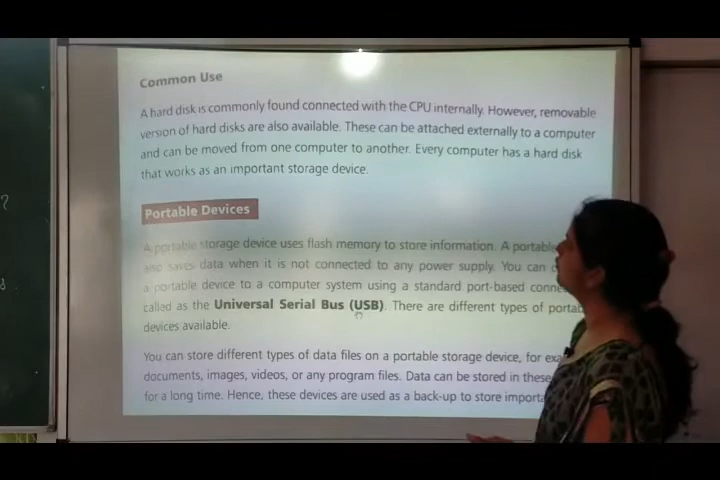 Common Use
A hard disk is commonly found connected with the CPU internally. However, removable
version of hard disks are also available. These can be attached externally to a computer
and can be moved from one computer to another. Every computer has a hard disk
that works as an important storage device.
Portable Devices
A portable storage device uses flash memory to store information. A portable
also saves data when it is not connected to any power supply. You can
a portable device to a computer system using a standard port-based
called as the Universal Serial Bus (USB). There are different types of
devices available.
You can store different types of data files on a portable storage device, for
documents, images, videos, or any program files. Data can be stored in these
for a long time. Hence, these devices are used as a back-up to store